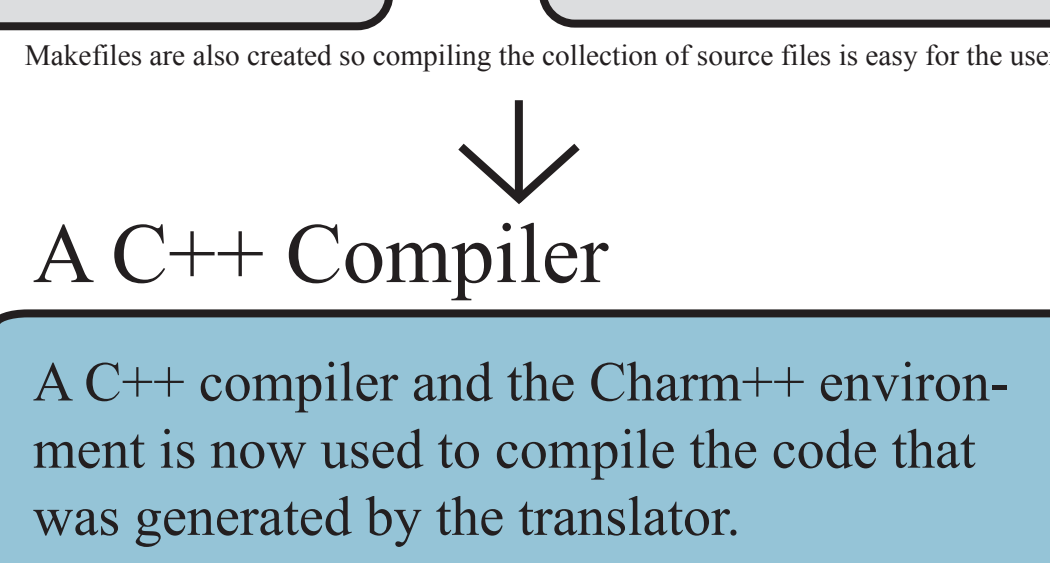 Makefiles are also created so compiling the collection of source files is easy for the
A C++ Compiler
A C++ compiler and the Charm++ environ-
ment is now used to compile the code that
was generated by the translator.